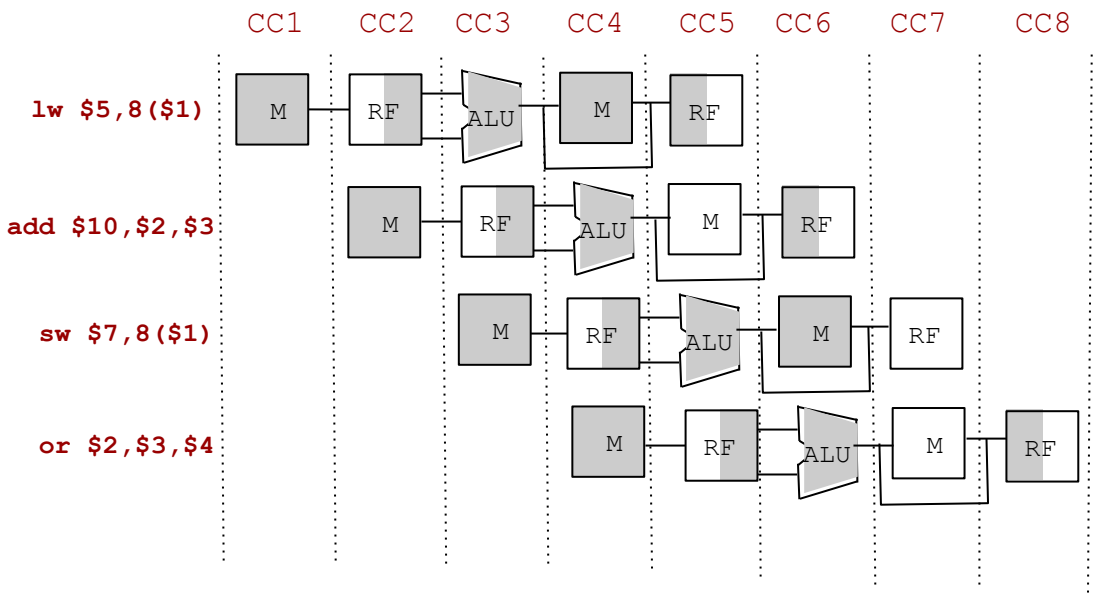 CC1 CC2 CC3 CC4 CC5 CC6 CC7 CC8
lw $5,8($1) M RF ALU M RF
add $10,$2,$3 M RF ALU M RF
sw $7,8($1) M RF ALU M RF
or $2,$3,$4 M RF ALU M RF